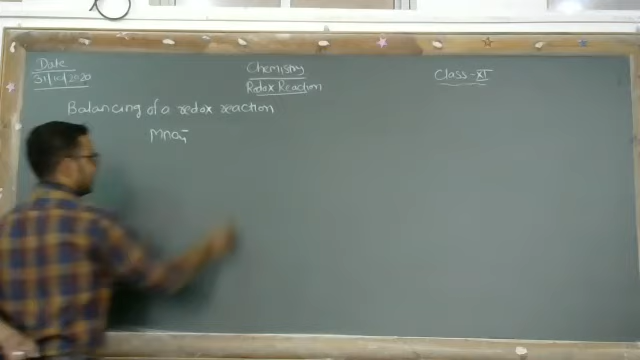 Date
31/10/2020
Chemistry
Class-XI
Redox Reaction
Balancing of a redox reaction
MnO₄⁻